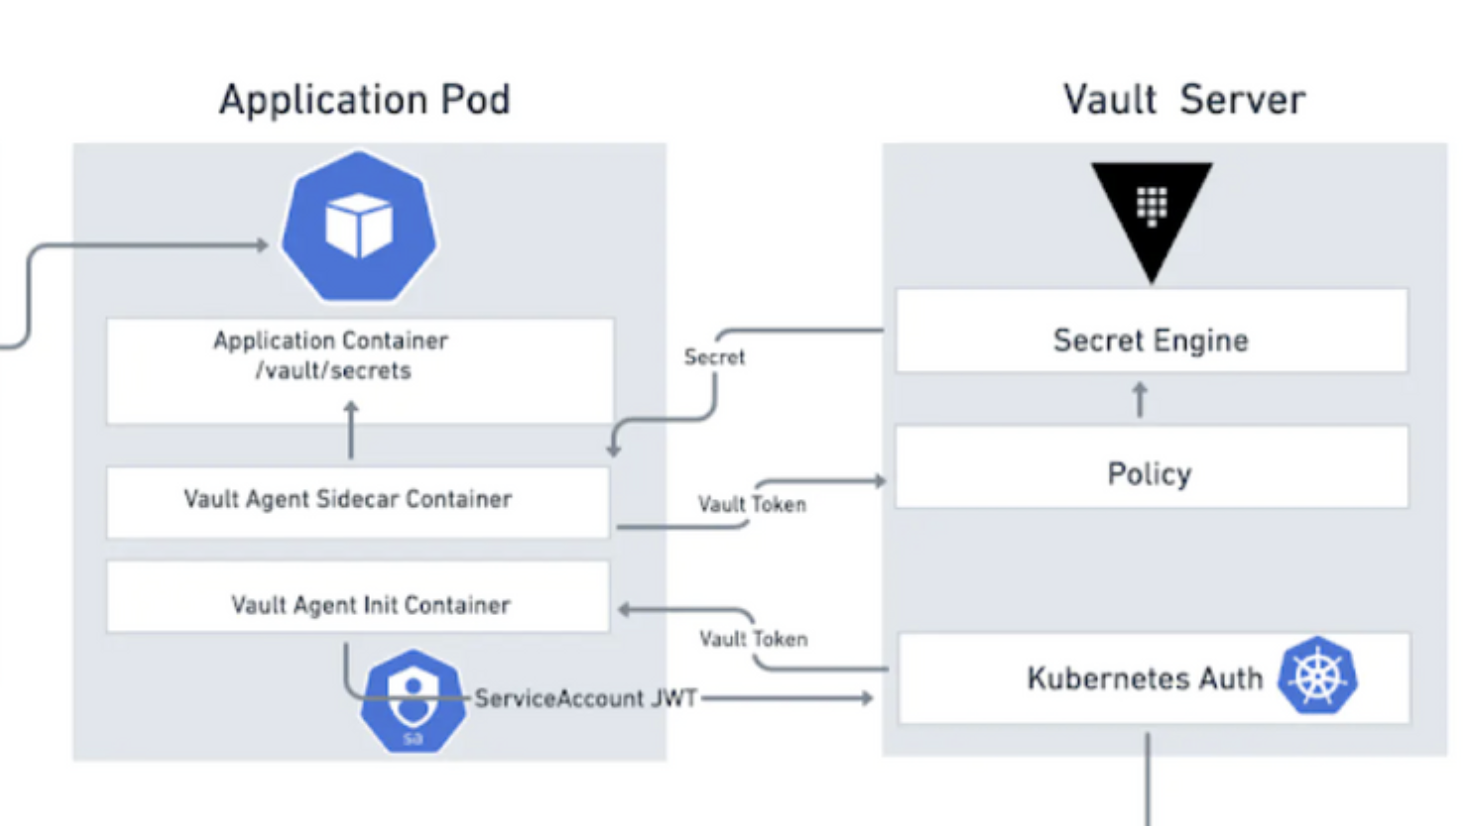 Application Pod
Vault Server
Application Container
/vault/secrets
Secret
Secret Engine
Vault Agent Sidecar Container
Vault Token
Policy
Vault Agent Init Container
Vault Token
Kubernetes Auth
ServiceAccount JWT
sa